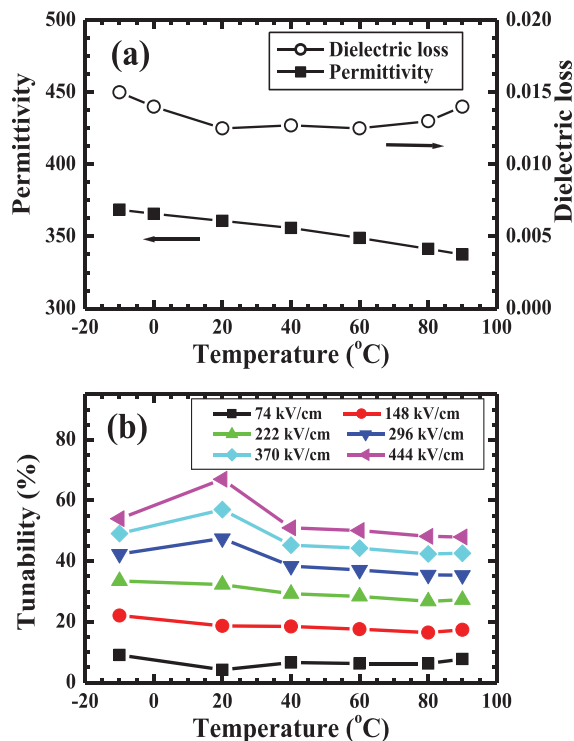 500
450
400
350
300
Permittivity
(a)
Dielectric loss
Permittivity
0.020
0.015
0.010
0.005
0.000
Dielectric loss
-20 0 20 40 60 80 100
Temperature (°C)
80
60
40
20
0
Tunability (%)
(b)
74 kV/cm 148 kV/cm
222 kV/cm 296 kV/cm
370 kV/cm 444 kV/cm
-20 0 20 40 60 80 100
Temperature (°C)